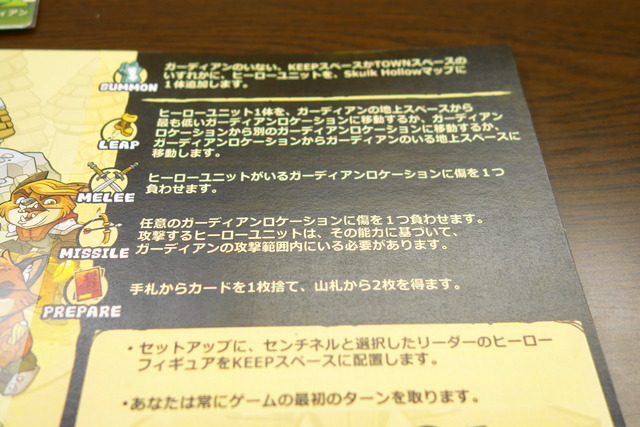 ィアン
SUMMON
ガーディアンのいない、KEEPスペースかTOWNスペースの
いずれかに、ヒーローユニットを、Skulk Hollowマップに
1体追加します。
LEAP
ヒーローユニット1体を、ガーディアンの地上スペースから
最も低いガーディアンロケーションに移動するか、ガーディアン
ロケーションから別のガーディアンロケーションに移動するか、
ガーディアンロケーションからガーディアンのいる地上スペースに
移動します。
MELEE
ヒーローユニットがいるガーディアンロケーションに傷を1つ
負わせます。
MISSILE
任意のガーディアンロケーションに傷を1つ負わせます。
攻撃するヒーローユニットは、その能力に基づいて、
ガーディアンの攻撃範囲内にいる必要があります。
PREPARE
手札からカードを1枚捨て、山札から2枚を得ます。
・セットアップに、センチネルと選択したリーダーのヒーロー
フィギュアをKEEPスペースに配置します。
・あなたは常にゲームの最初のターンを取ります。